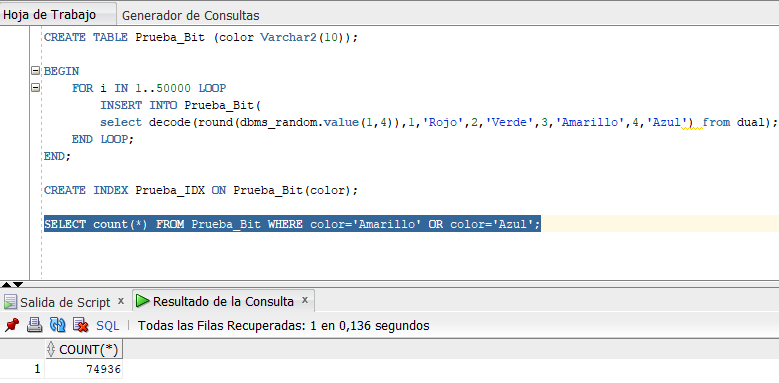 Hoja de Trabajo Generador de Consultas
CREATE TABLE Prueba_Bit (color Varchar2(10));
BEGIN
FOR i IN 1..50000 LOOP
INSERT INTO Prueba_Bit(
select decode(round(dbms_random.value(1,4)),1,'Rojo',2,'Verde',3,'Amarillo',4,'Azul') from dual);
END LOOP;
END;
CREATE INDEX Prueba_IDX ON Prueba_Bit(color);
SELECT count(*) FROM Prueba_Bit WHERE color='Amarillo' OR color='Azul';
Salida de Script x Resultado de la Consulta x
SQL | Todas las Filas Recuperadas: 1 en 0,136 segundos
COUNT(*)
1 74936